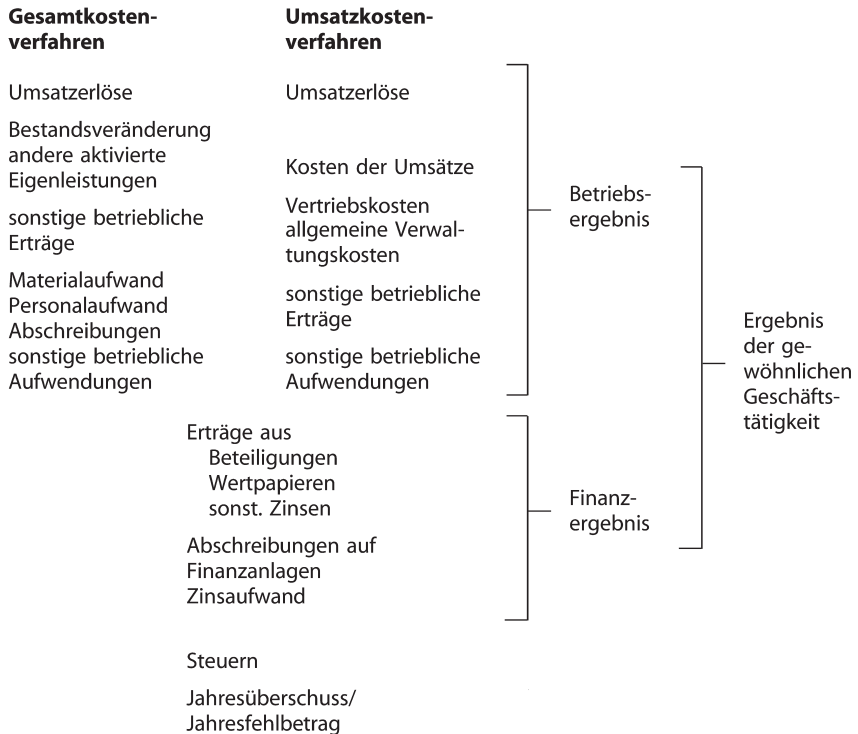 Gesamtkosten-
verfahren
Umsatzkosten-
verfahren
Umsatzerlöse
Bestandsveränderung
andere aktivierte
Eigenleistungen
sonstige betriebliche
Erträge
Materialaufwand
Personalaufwand
Abschreibungen
sonstige betriebliche
Aufwendungen
Umsatzerlöse
Kosten der Umsätze
Vertriebskosten
allgemeine Verwal-
tungskosten
sonstige betriebliche
Erträge
sonstige betriebliche
Aufwendungen
Betriebs-
ergebnis
Erträge aus
Beteiligungen
Wertpapieren
sonst. Zinsen
Abschreibungen auf
Finanzanlagen
Zinsaufwand
Finanz-
ergebnis
Ergebnis
der ge-
wöhnlichen
Geschäfts-
tätigkeit
Steuern
Jahresüberschuss/
Jahresfehlbetrag